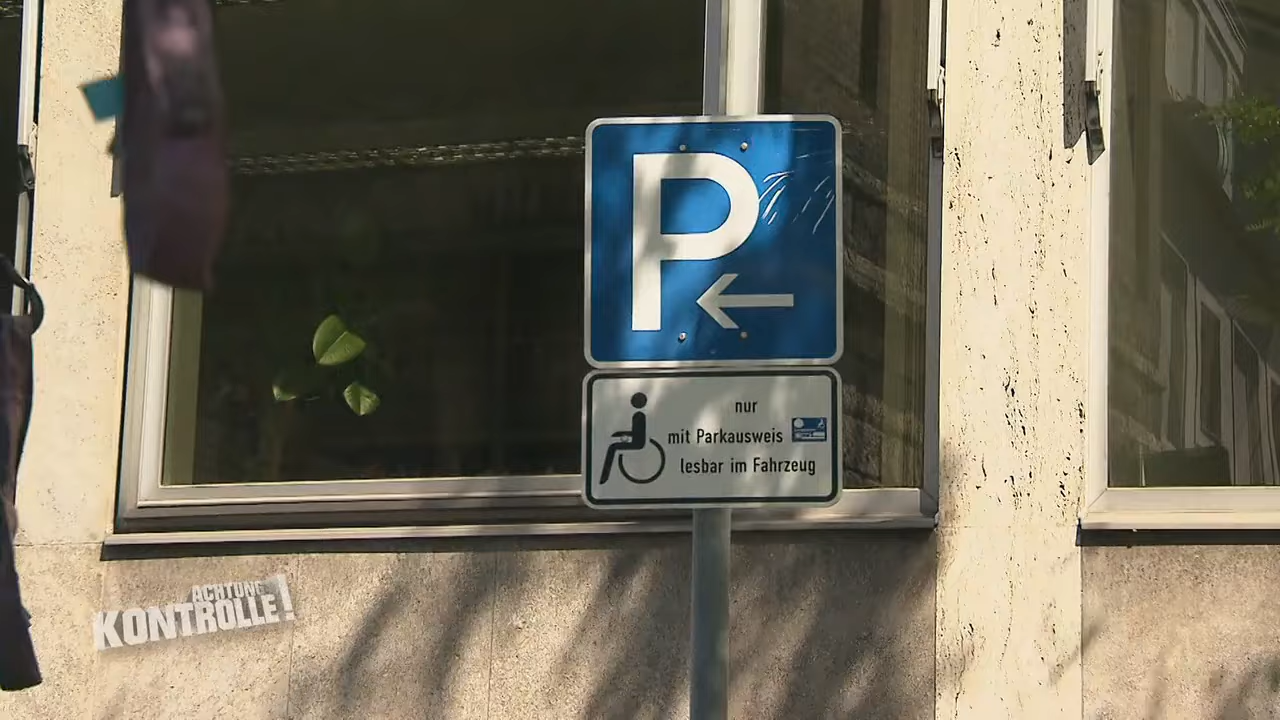 P
nur
mit Parkausweis
lesbar im Fahrzeug
ACHTUNG
KONTROLLE!